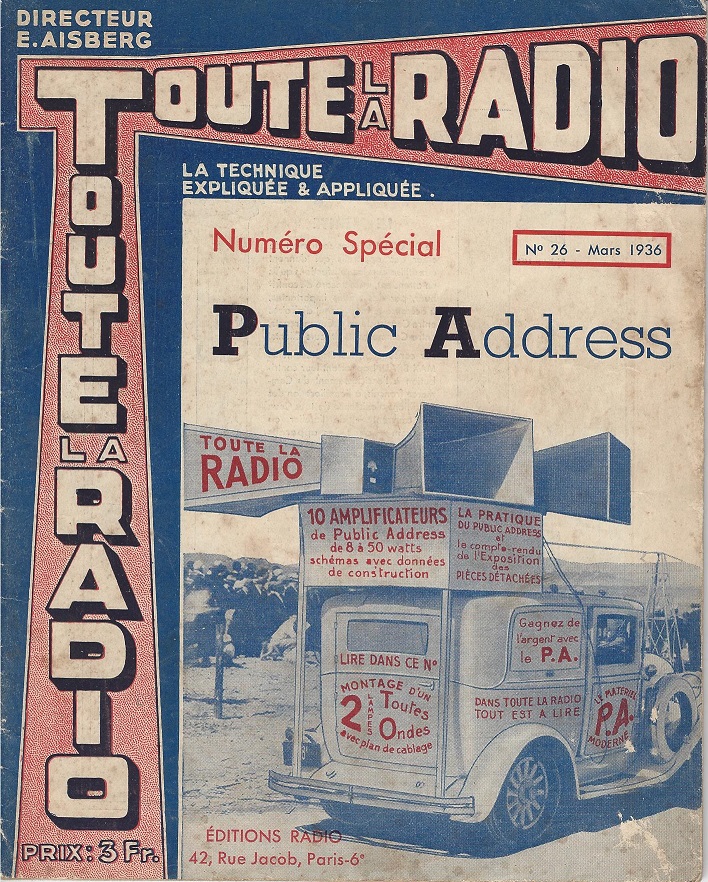 DIRECTEUR
E. AISBERG
TOUTE LA RADIO
TOUTE LA RADIO
LA TECHNIQUE
EXPLIQUÉE & APPLIQUÉE .
Numéro Spécial
Nº 26 - Mars 1936
Public Address
TOUTE LA
RADIO
10 AMPLIFICATEURS
de Public Address
de 8 à 50 watts
schémas avec données
de construction
LA PRATIQUE
DU PUBLIC ADDRESS
et
le compte-rendu
de l'Exposition
des
PIÈCES DÉTACHÉES
LIRE DANS CE Nº
MONTAGE D'UN
2 LAMPES
Toutes
Ondes
avec plan de cablage
Gagnez de
l'argent avec
le P.A.
DANS TOUTE LA RADIO
TOUT EST A LIRE
LE MATÉRIEL
P.A.
MODERNE
ÉDITIONS RADIO
42, Rue Jacob, Paris-6e
PRIX: 3 Fr.